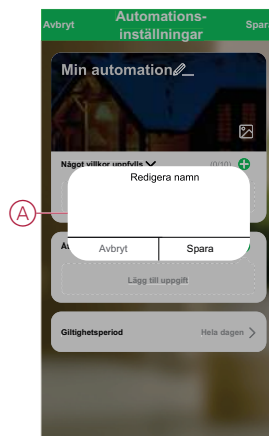 Avbryt
Automations-
inställningar
Spara
Min automation
Något villkor uppfylls
(0/10)
Redigera namn
A
Avbryt
Spara
Lägg till uppgift
Giltighetsperiod
Hela dagen